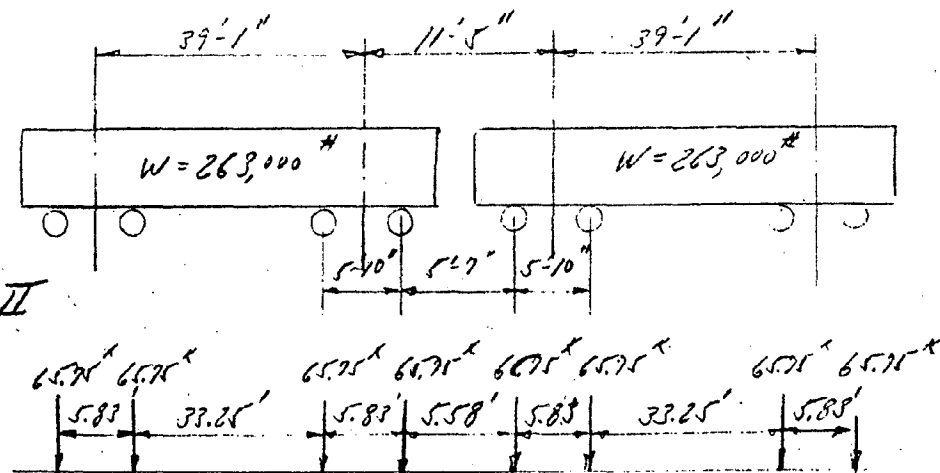 39'-1" 11'-5" 39'-1"
W = 263,000 # W = 263,000 #
5-10" 5'-7" 5-10"
II
65.75ᴷ 65.75ᴷ 65.75ᴷ 65.75ᴷ 65.75ᴷ 65.75ᴷ 65.75ᴷ 65.75ᴷ
5.83' 33.25' 5.83' 5.58' 5.83' 33.25' 5.83'